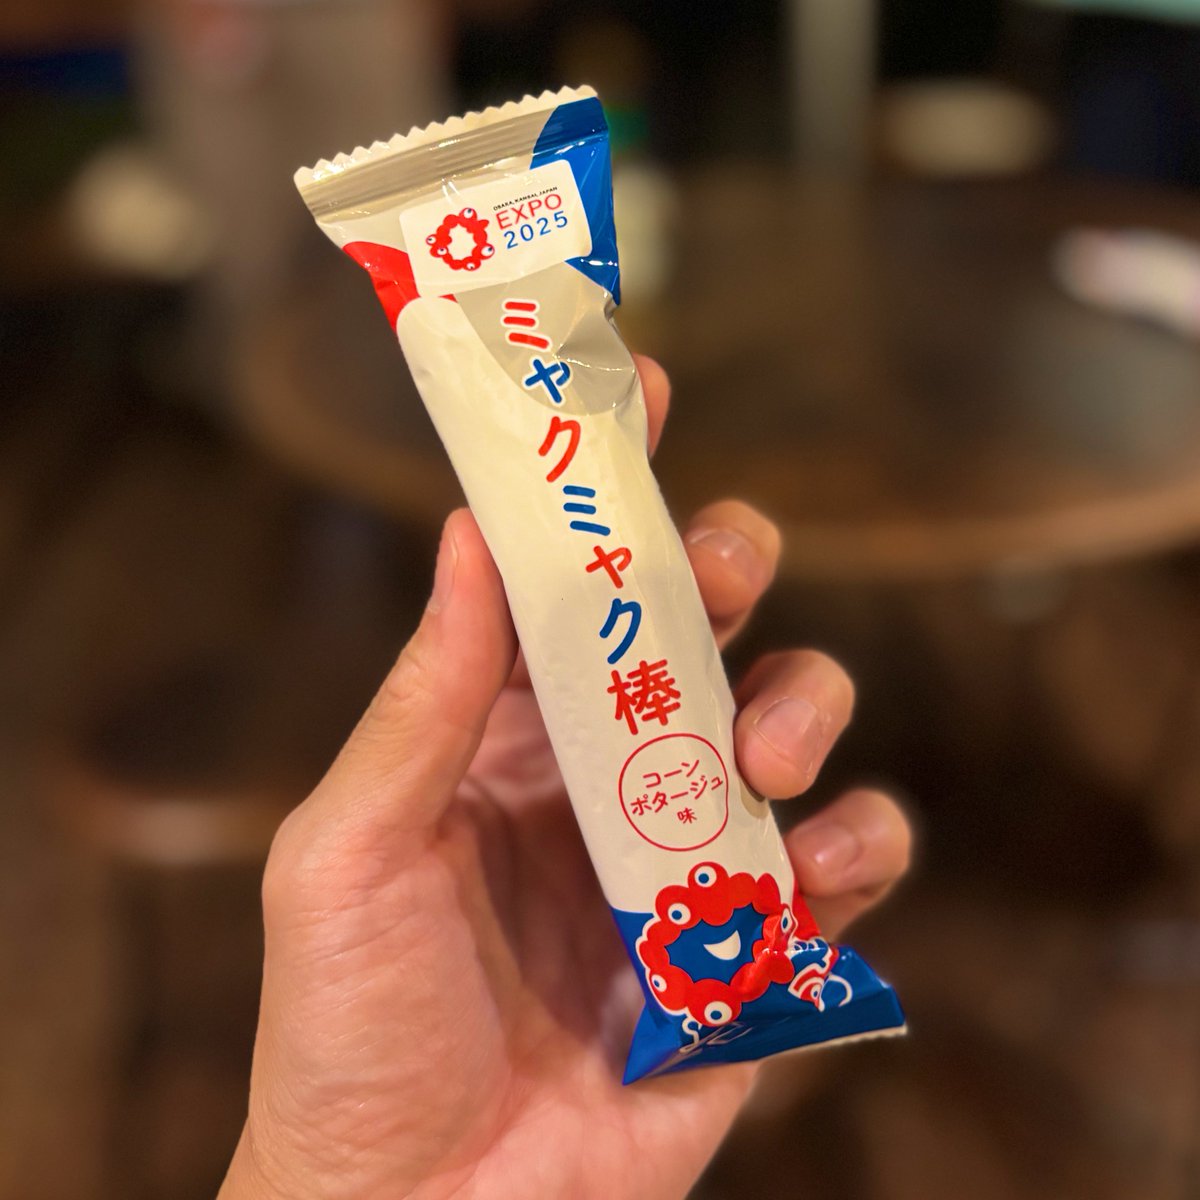 OSAKA, KANSAI, JAPAN
EXPO
2025
ミャクミャク棒
コーン
ポタージュ
味